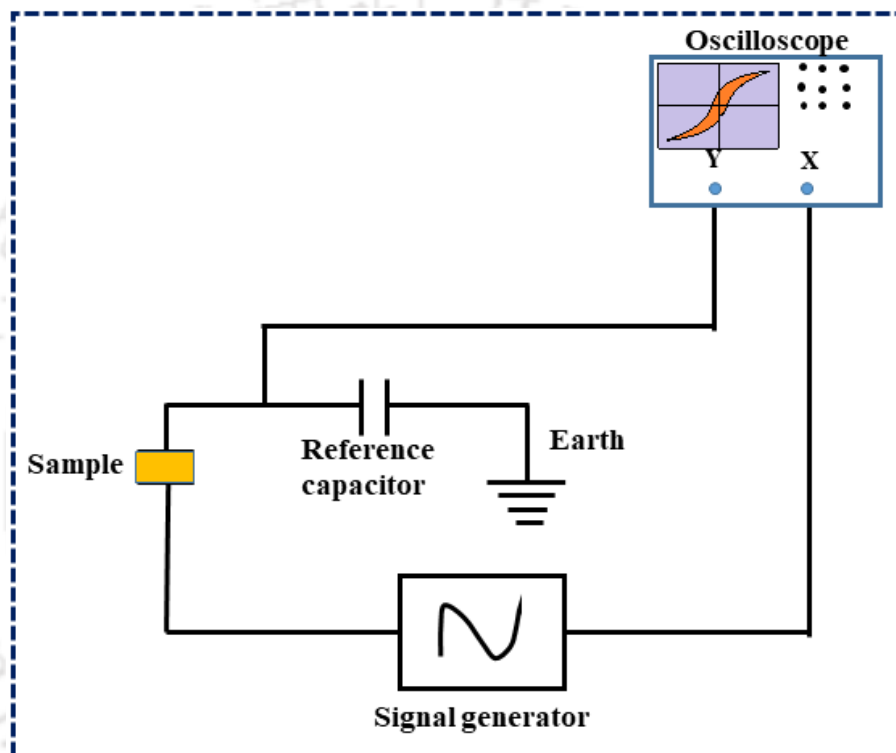 Oscilloscope
Y
X
Sample
Reference
capacitor
Earth
Signal generator